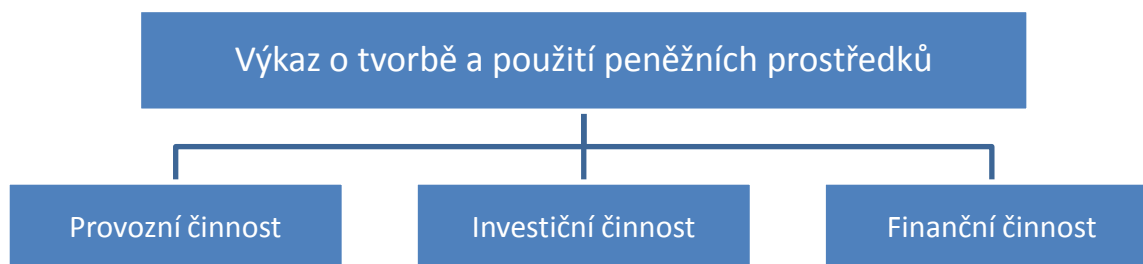 Výkaz o tvorbě a použití peněžních prostředků
Provozní činnost
Investiční činnost
Finanční činnost